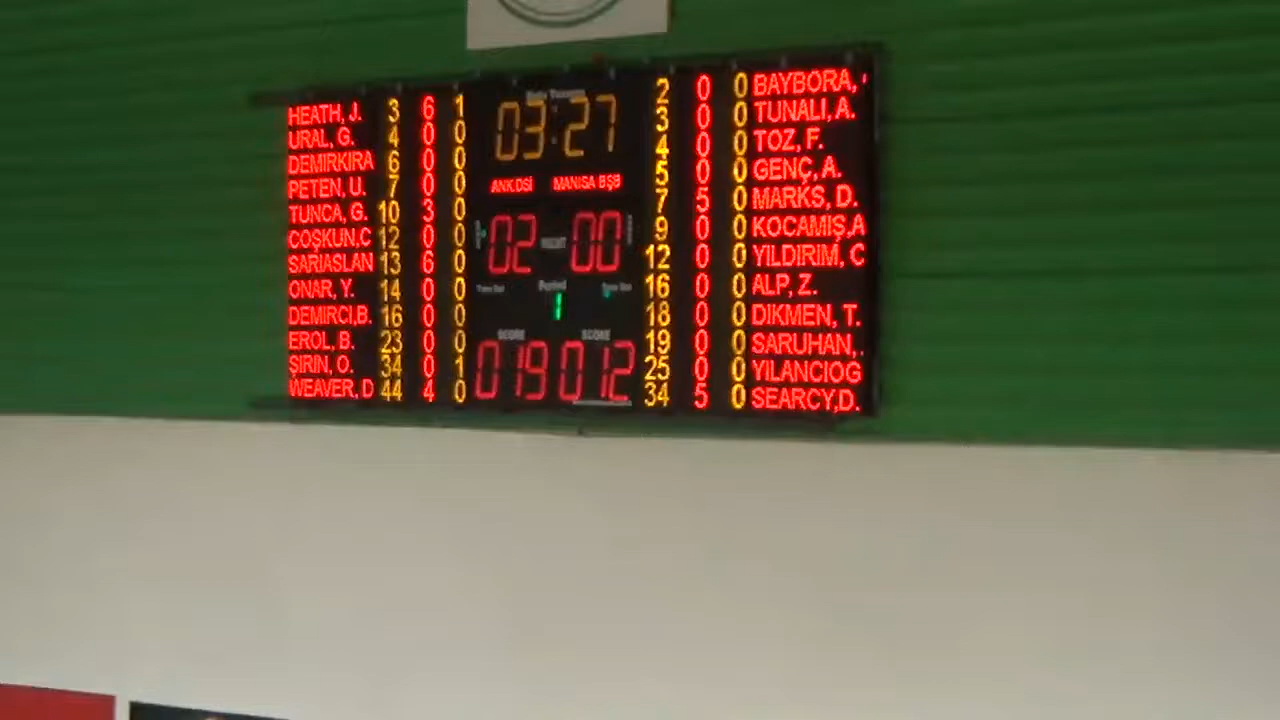 HEATH, J. 3 6 1
URAL, G. 4 0 0
DEMIRKIRA 6 0 0
PETEN, U. 7 0 0
TUNCA, G. 10 3 0
COŞKUN,C 12 0 0
SARIASLAN 13 6 0
ONAR, Y. 14 0 0
DEMIRCI,B. 16 0 0
EROL, B. 23 0 0
ŞIRIN, O. 34 0 1
WEAVER, D 44 4 0
03:27
ANK.DSİ MANİSA BŞB
02 00
Period
1
SCORE SCORE
019 012
2 0 0 BAYBORA,
3 0 0 TUNALI, A.
4 0 0 TOZ, F.
5 0 0 GENÇ, A.
7 5 0 MARKS, D.
9 0 0 KOCAMIŞ,A
12 0 0 YILDIRIM, C
16 0 0 ALP, Z.
18 0 0 DIKMEN, T.
19 0 0 SARUHAN,
25 0 0 YILANCIOG
34 5 0 SEARCY,D.